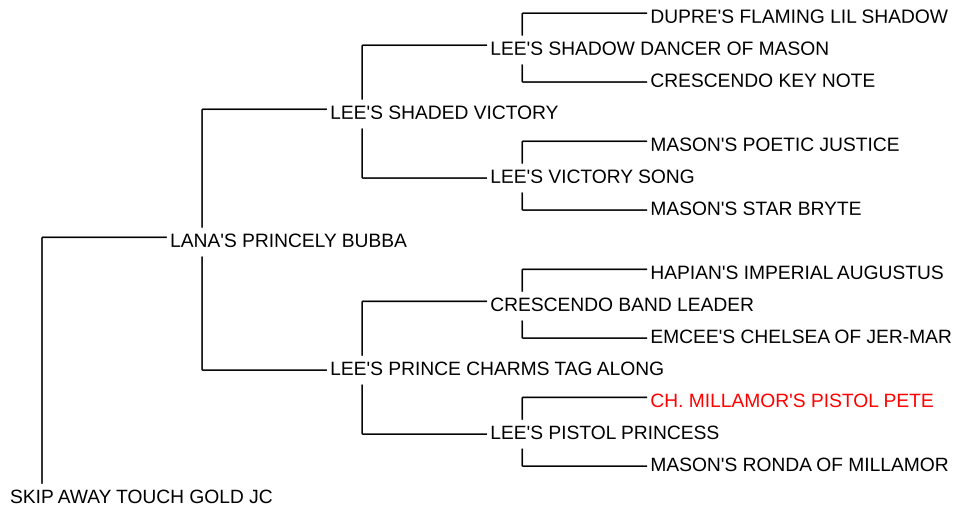 DUPRE'S FLAMING LIL SHADOW
LEE'S SHADOW DANCER OF MASON
CRESCENDO KEY NOTE
LEE'S SHADED VICTORY
MASON'S POETIC JUSTICE
LEE'S VICTORY SONG
MASON'S STAR BRYTE
LANA'S PRINCELY BUBBA
HAPIAN'S IMPERIAL AUGUSTUS
CRESCENDO BAND LEADER
EMCEE'S CHELSEA OF JER-MAR
LEE'S PRINCE CHARMS TAG ALONG
CH. MILLAMOR'S PISTOL PETE
LEE'S PISTOL PRINCESS
MASON'S RONDA OF MILLAMOR
SKIP AWAY TOUCH GOLD JC